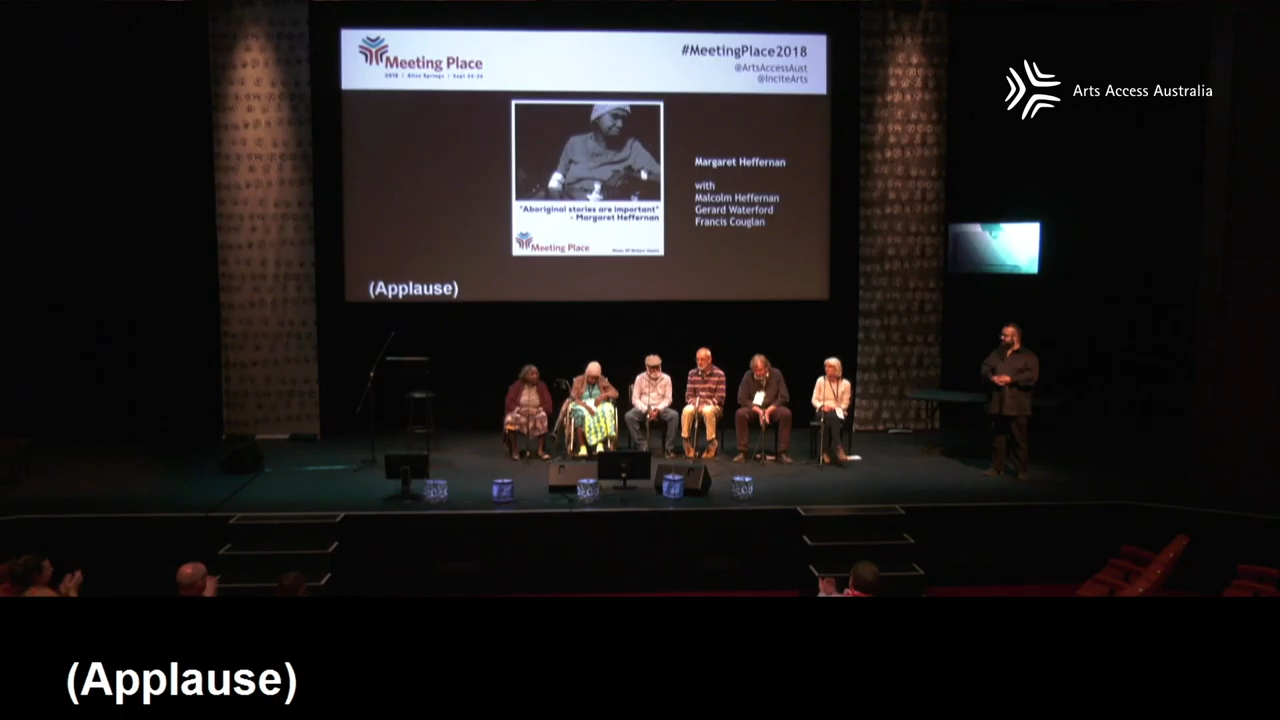 Meeting Place
2018 | Alice Springs | Sept 24-26
#MeetingPlace2018
@ArtsAccessAust
@InciteArts
Arts Access Australia
"Aboriginal stories are important"
- Margaret Heffernan
Meeting Place
Margaret Heffernan
with
Malcolm Heffernan
Gerard Waterford
Francis Couglan
(Applause)
(Applause)